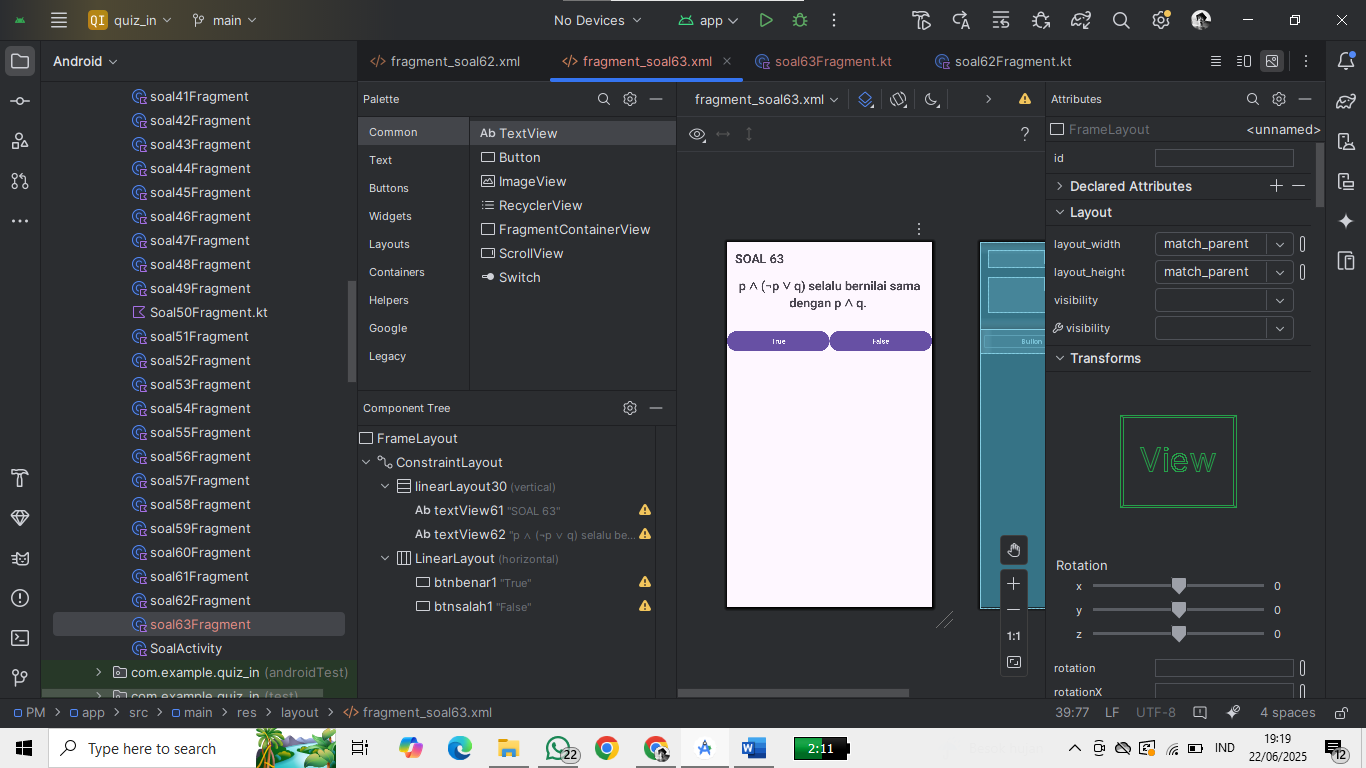 QI quiz_in main No Devices app
Android
fragment_soal62.xml fragment_soal63.xml soal63Fragment.kt soal62Fragment.kt
soal41Fragment
soal42Fragment
soal43Fragment
soal44Fragment
soal45Fragment
soal46Fragment
soal47Fragment
soal48Fragment
soal49Fragment
Soal50Fragment.kt
soal51Fragment
soal52Fragment
soal53Fragment
soal54Fragment
soal55Fragment
soal56Fragment
soal57Fragment
soal58Fragment
soal59Fragment
soal60Fragment
soal61Fragment
soal62Fragment
soal63Fragment
SoalActivity
com.example.quiz_in (androidTest)
com.example.quiz_in (test)
Palette
Common
Text
Buttons
Widgets
Layouts
Containers
Helpers
Google
Legacy
Ab TextView
Button
ImageView
RecyclerView
FragmentContainerView
ScrollView
Switch
Component Tree
FrameLayout
ConstraintLayout
linearLayout30 (vertical)
Ab textView61 "SOAL 63"
Ab textView62 "p ∧ (¬p ∨ q) selalu be...
LinearLayout (horizontal)
btnbenar1 "True"
btnsalah1 "False"
fragment_soal63.xml
?
SOAL 63
p ∧ (¬p ∨ q) selalu bernilai sama
dengan p ∧ q.
True False
Button
1:1
Attributes
FrameLayout <unnamed>
id
Declared Attributes
Layout
layout_width match_parent
layout_height match_parent
visibility
visibility
Transforms
View
Rotation
x 0
y 0
z 0
rotation
rotationX
PM > app > src > main > res > layout > fragment_soal63.xml
39:77 LF UTF-8 4 spaces
Type here to search
22
2:11
IND
19:19
22/06/2025
12